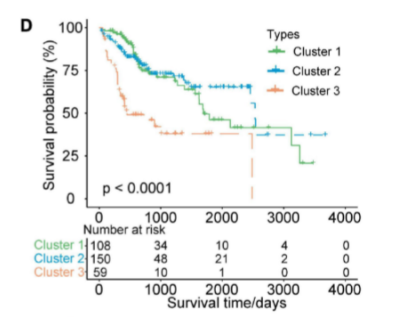 D
Types
Cluster 1
Cluster 2
Cluster 3
Survival probability (%)
100
75
50
25
0
p < 0.0001
0 1000 2000 3000 4000
Number at risk
Cluster 1 108 34 10 4 0
Cluster 2 150 48 21 2 0
Cluster 3 59 10 1 0 0
0 1000 2000 3000 4000
Survival time/days